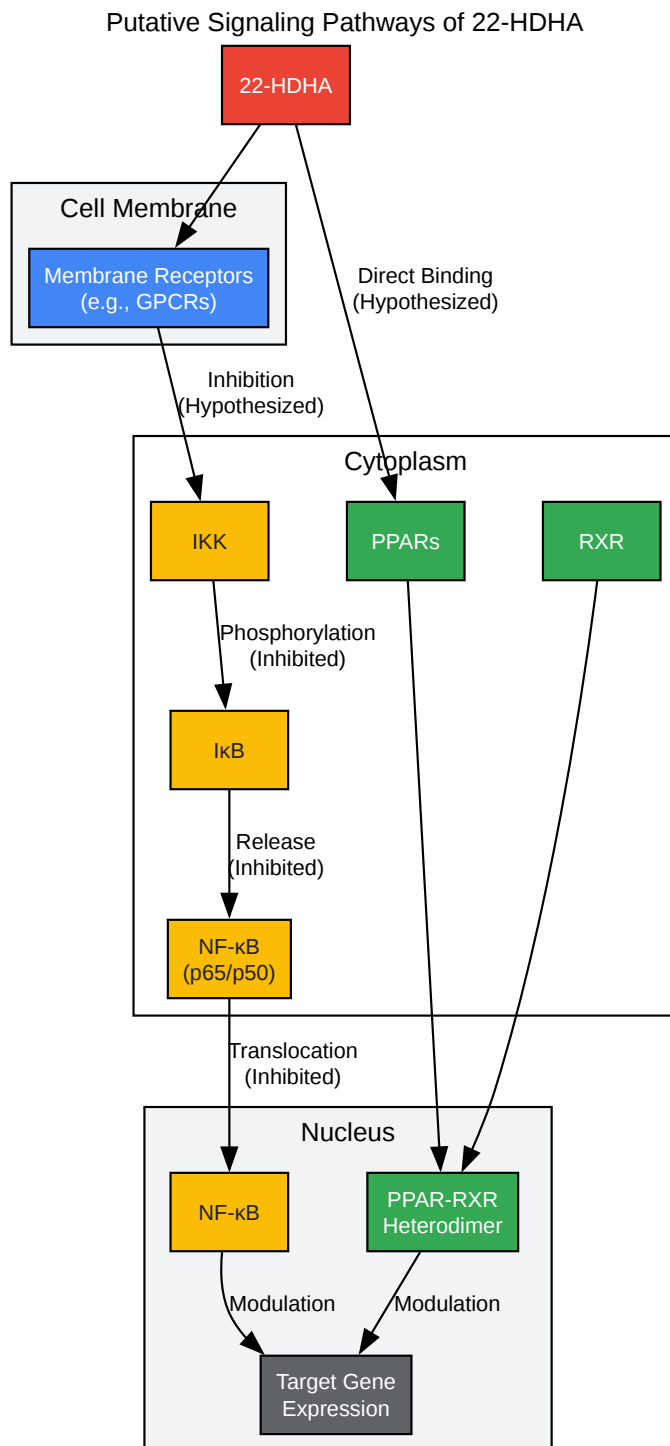 Putative Signaling Pathways of 22-HDHA
22-HDHA
Cell Membrane
Membrane Receptors
(e.g., GPCRs)
Direct Binding
(Hypothesized)
Inhibition
(Hypothesized)
Cytoplasm
IKK
PPARs
RXR
Phosphorylation
(Inhibited)
IκB
Release
(Inhibited)
NF-κB
(p65/p50)
Translocation
(Inhibited)
Nucleus
NF-κB
PPAR-RXR
Heterodimer
Modulation
Modulation
Target Gene
Expression